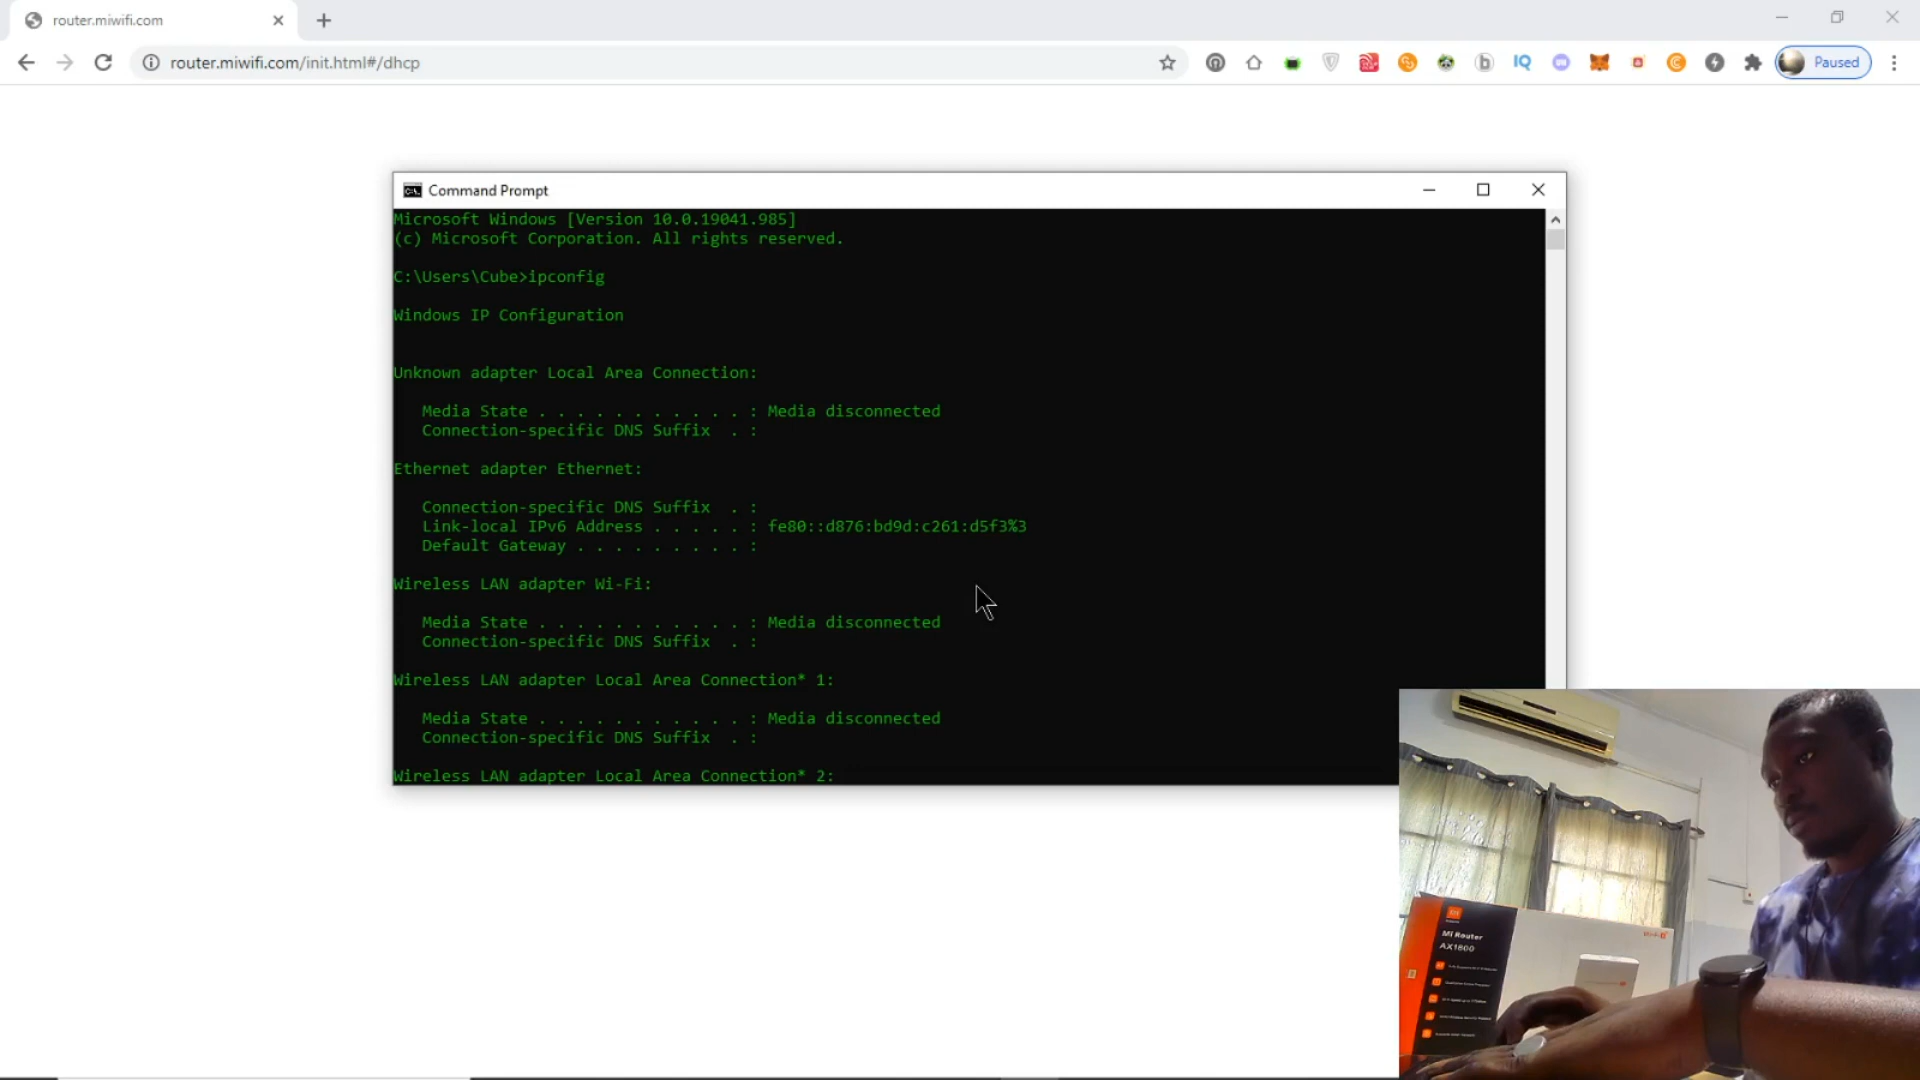 router.miwifi.com
router.miwifi.com/init.html#/dhcp
IQ
Paused
Command Prompt
Microsoft Windows [Version 10.0.19041.985]
(c) Microsoft Corporation. All rights reserved.
C:\Users\Cube>ipconfig
Windows IP Configuration
Unknown adapter Local Area Connection:
Media State . . . . . . . . . . . : Media disconnected
Connection-specific DNS Suffix . :
Ethernet adapter Ethernet:
Connection-specific DNS Suffix . :
Link-local IPv6 Address . . . . . : fe80::d876:bd9d:c261:d5f3%3
Default Gateway . . . . . . . . . :
Wireless LAN adapter Wi-Fi:
Media State . . . . . . . . . . . : Media disconnected
Connection-specific DNS Suffix . :
Wireless LAN adapter Local Area Connection* 1:
Media State . . . . . . . . . . . : Media disconnected
Connection-specific DNS Suffix . :
Wireless LAN adapter Local Area Connection* 2:
Mi Router
AX1800